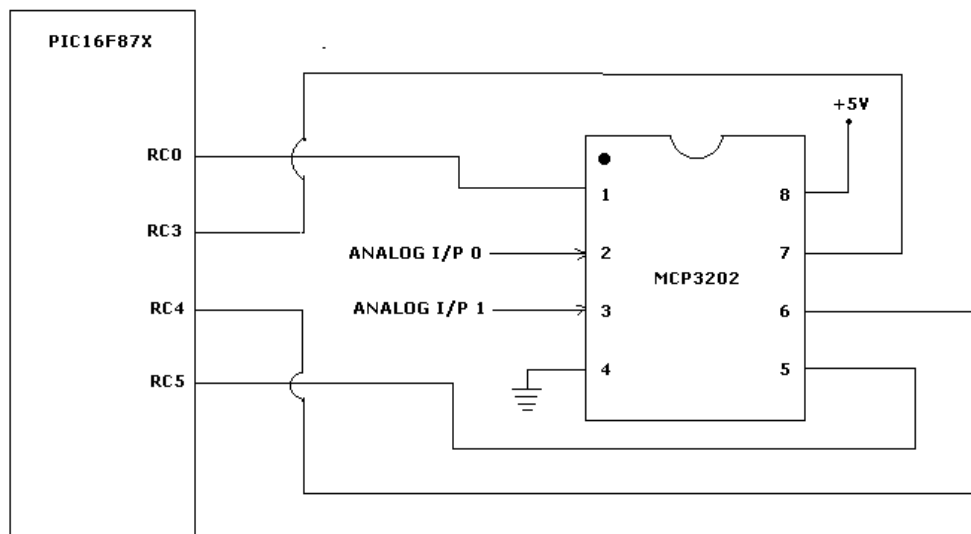 PIC16F87X
+5V
RC0
1
8
RC3
ANALOG I/P 0
2
7
MCP3202
RC4
ANALOG I/P 1
3
6
RC5
4
5